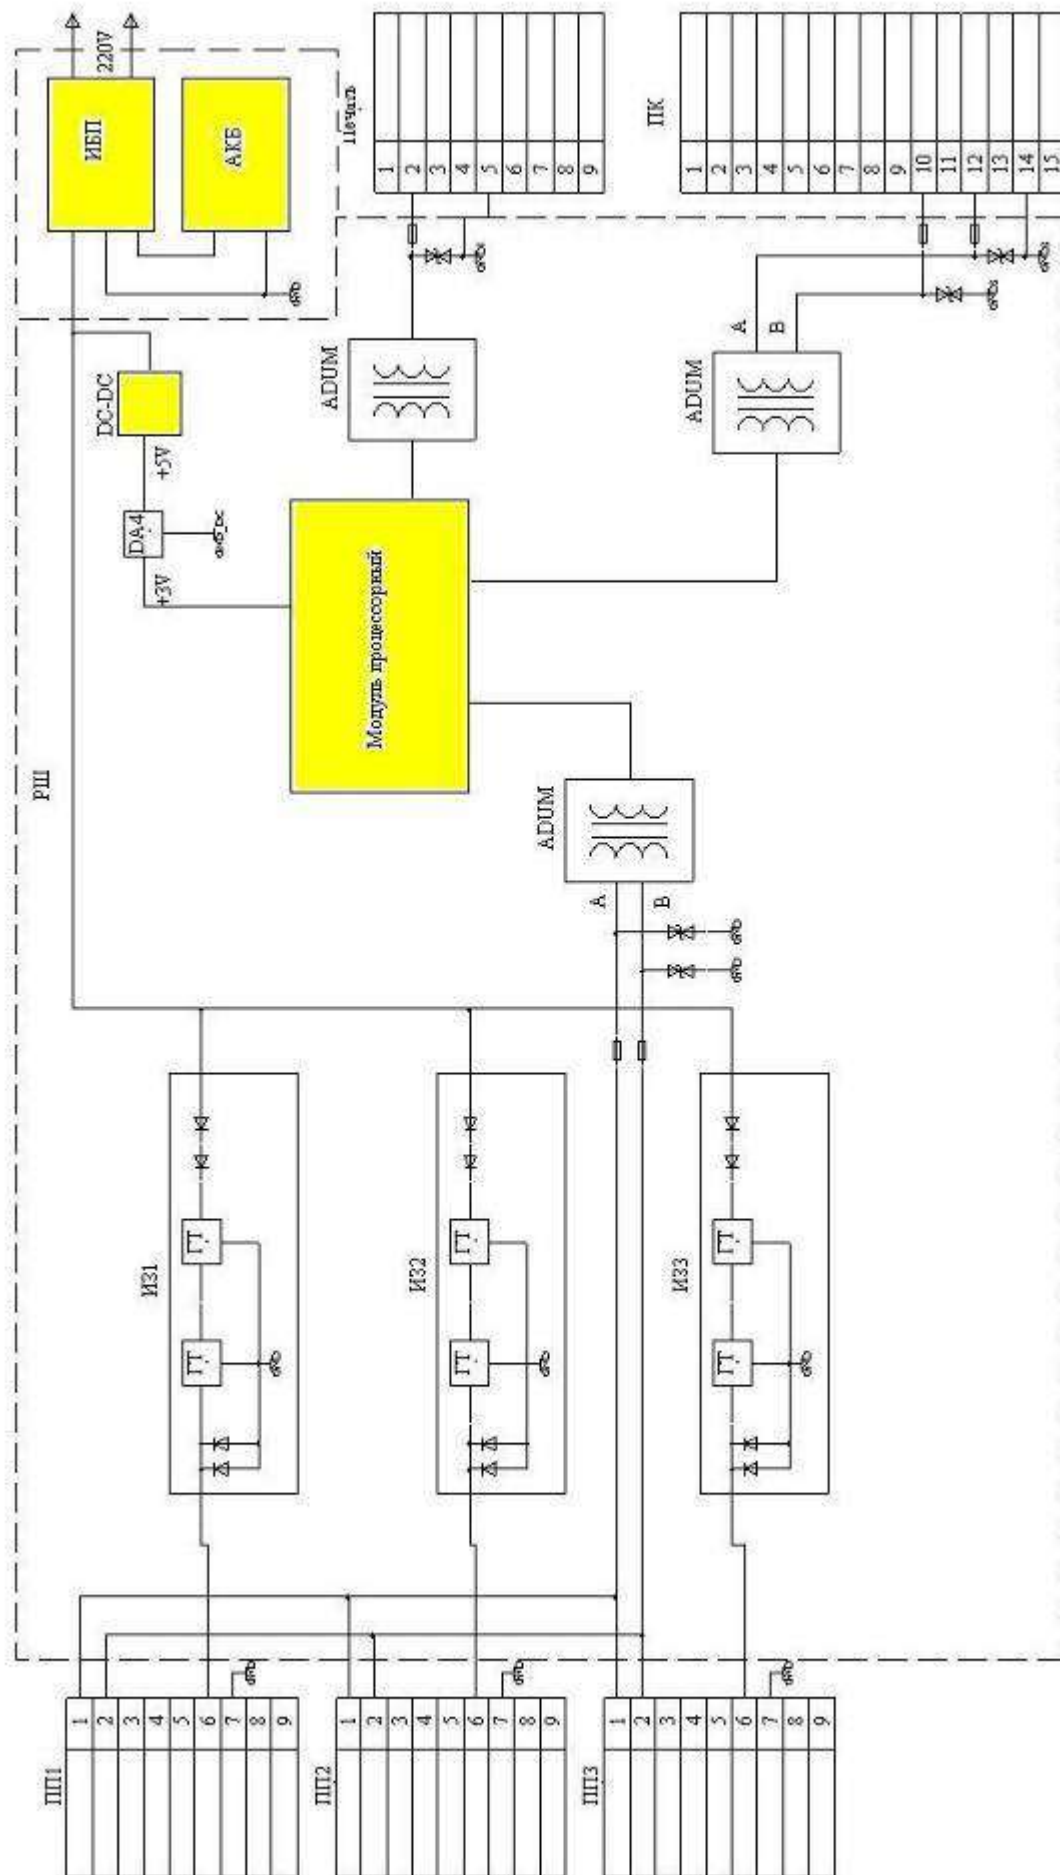 220V
ИБП
АКБ
Печать
1
2
3
4
5
6
7
8
9
ПК
1
2
3
4
5
6
7
8
9
10
11
12
13
14
15
DC-DC
+5V
DA4
+3V
GND_DC
ADUM
ADUM
A
B
РШ
Модуль процессорный
ADUM
A
B
ИЗ1
ГТ
ГТ
ИЗ2
ГТ
ГТ
ИЗ3
ГТ
ГТ
ПП1
1
2
3
4
5
6
7
8
9
ПП2
1
2
3
4
5
6
7
8
9
ПП3
1
2
3
4
5
6
7
8
9